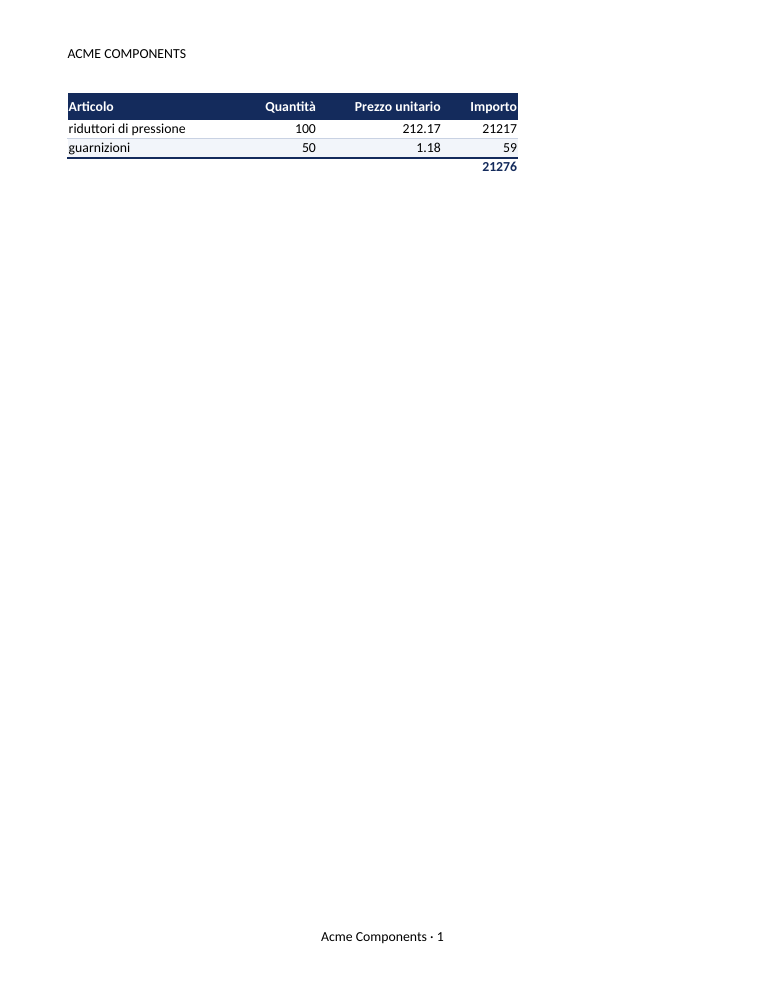 ACME COMPONENTS
Articolo Quantità Prezzo unitario Importo
riduttori di pressione 100 212.17 21217
guarnizioni 50 1.18 59
21276
Acme Components · 1